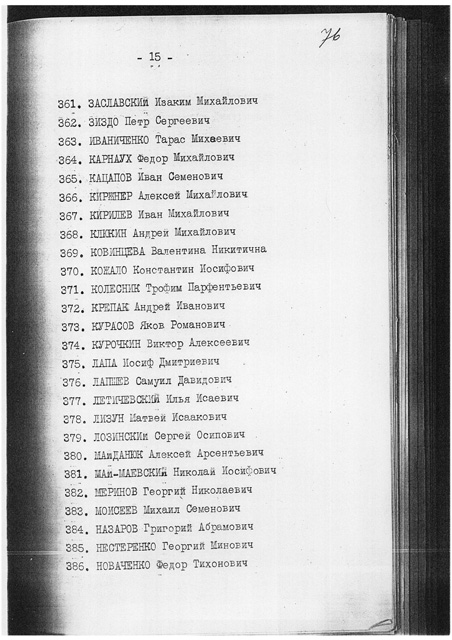 76
- 15 -
361. ЗАСЛАВСКИЙ Иваким Михайлович
362. ЗИЗДО Петр Сергеевич
363. ИВАНИЧЕНКО Тарас Михаевич
364. КАРНАУХ Федор Михайлович
365. КАЦАПОВ Иван Семенович
366. КИРЖНЕР Алексей Михайлович
367. КИРИЛЕВ Иван Михайлович
368. КЛЮКИН Андрей Михайлович
369. КОВИНЦЕВА Валентина Никитична
370. КОЖАЛО Константин Иосифович
371. КОЛЕСНИК Трофим Парфентьевич
372. КРЕПАК Андрей Иванович
373. КУРАСОВ Яков Романович
374. КУРОЧКИН Виктор Алексеевич
375. ЛАПА Иосиф Дмитриевич
376. ЛАПШЕВ Самуил Давидович
377. ЛЕТИЧЕВСКИЙ Илья Исаевич
378. ЛИЗУН Матвей Исаакович
379. ЛОЗИНСКИЙ Сергей Осипович
380. МАЙДАНЮК Алексей Арсентьевич
381. МАЙ-МАЕВСКИЙ Николай Иосифович
382. МЕРИНОВ Георгий Николаевич
383. МОИСЕЕВ Михаил Семенович
384. НАЗАРОВ Григорий Абрамович
385. НЕСТЕРЕНКО Георгий Минович
386. НОВАЧЕНКО Федор Тихонович